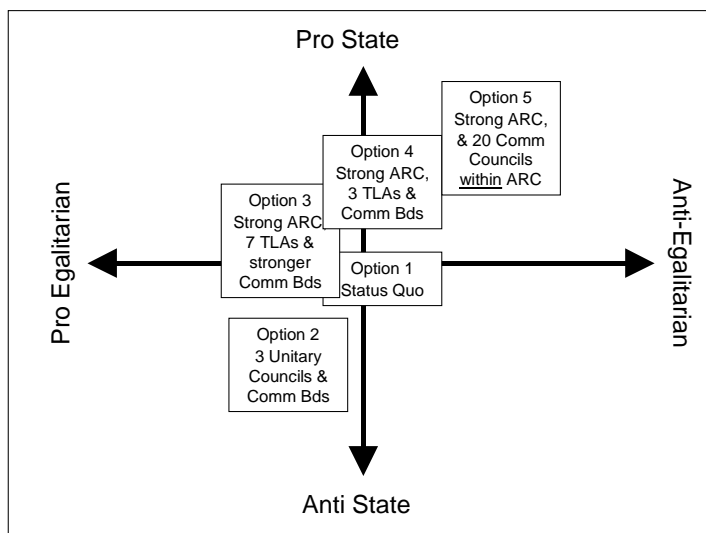 Pro State
Option 5
Strong ARC,
& 20 Comm
Councils
within ARC
Option 4
Strong ARC,
3 TLAs &
Comm Bds
Option 3
Strong ARC,
7 TLAs &
stronger
Comm Bds
Pro Egalitarian
Anti-Egalitarian
Option 1
Status Quo
Option 2
3 Unitary
Councils &
Comm Bds
Anti State